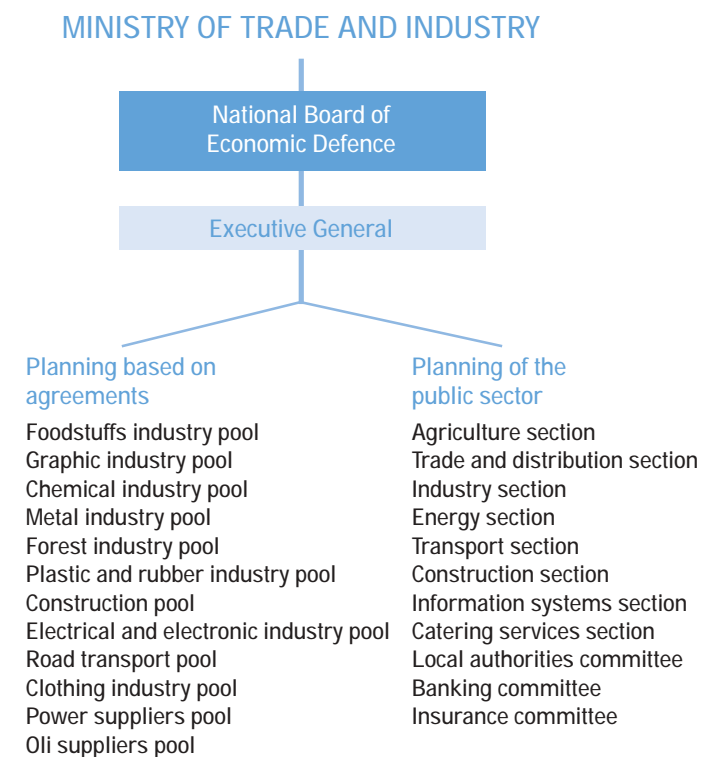 MINISTRY OF TRADE AND INDUSTRY
National Board of
Economic Defence
Executive General
Planning based on
agreements
Foodstuffs industry pool
Graphic industry pool
Chemical industry pool
Metal industry pool
Forest industry pool
Plastic and rubber industry pool
Construction pool
Electrical and electronic industry pool
Road transport pool
Clothing industry pool
Power suppliers pool
Oli suppliers pool
Planning of the
public sector
Agriculture section
Trade and distribution section
Industry section
Energy section
Transport section
Construction section
Information systems section
Catering services section
Local authorities committee
Banking committee
Insurance committee